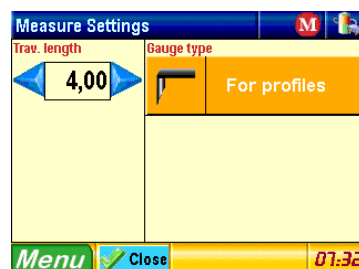 Measure Settings M
Trav. length
Gauge type
4,00
For profiles
Menu Close 07:32